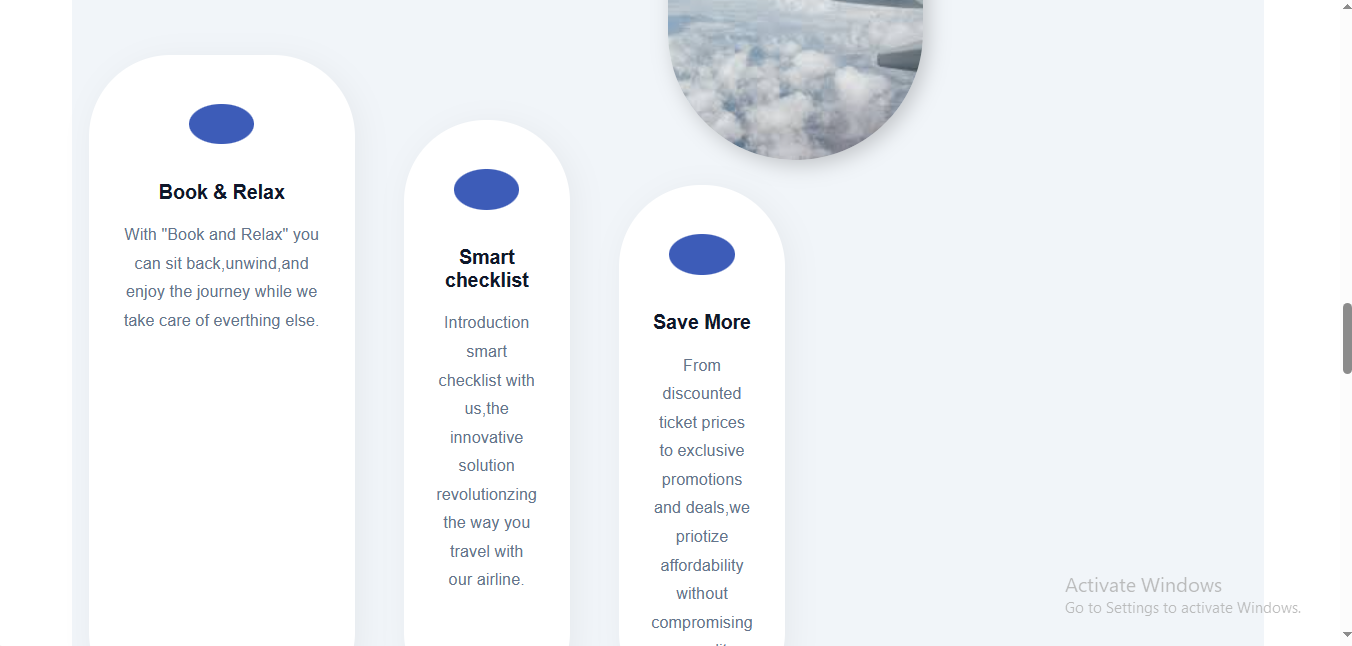 Book & Relax
With "Book and Relax" you
can sit back,unwind,and
enjoy the journey while we
take care of everthing else.
Smart
checklist
Introduction
smart
checklist with
us,the
innovative
solution
revolutionzing
the way you
travel with
our airline.
Save More
From
discounted
ticket prices
to exclusive
promotions
and deals,we
priotize
affordability
without
compromising
Activate Windows
Go to Settings to activate Windows.